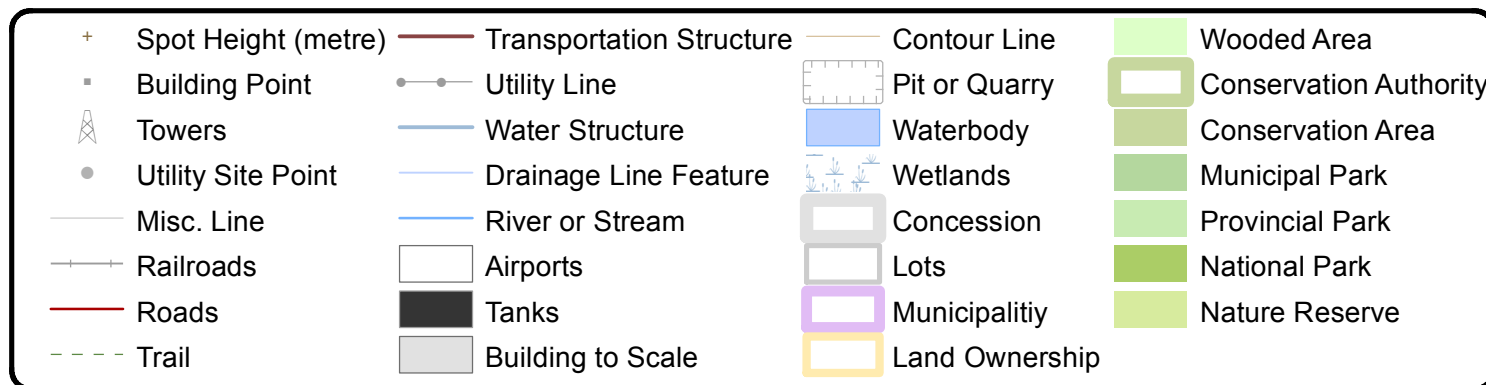 Spot Height (metre)
Building Point
Towers
Utility Site Point
Misc. Line
Railroads
Roads
Trail
Transportation Structure
Utility Line
Water Structure
Drainage Line Feature
River or Stream
Airports
Tanks
Building to Scale
Contour Line
Pit or Quarry
Waterbody
Wetlands
Concession
Lots
Municipalitiy
Land Ownership
Wooded Area
Conservation Authority
Conservation Area
Municipal Park
Provincial Park
National Park
Nature Reserve